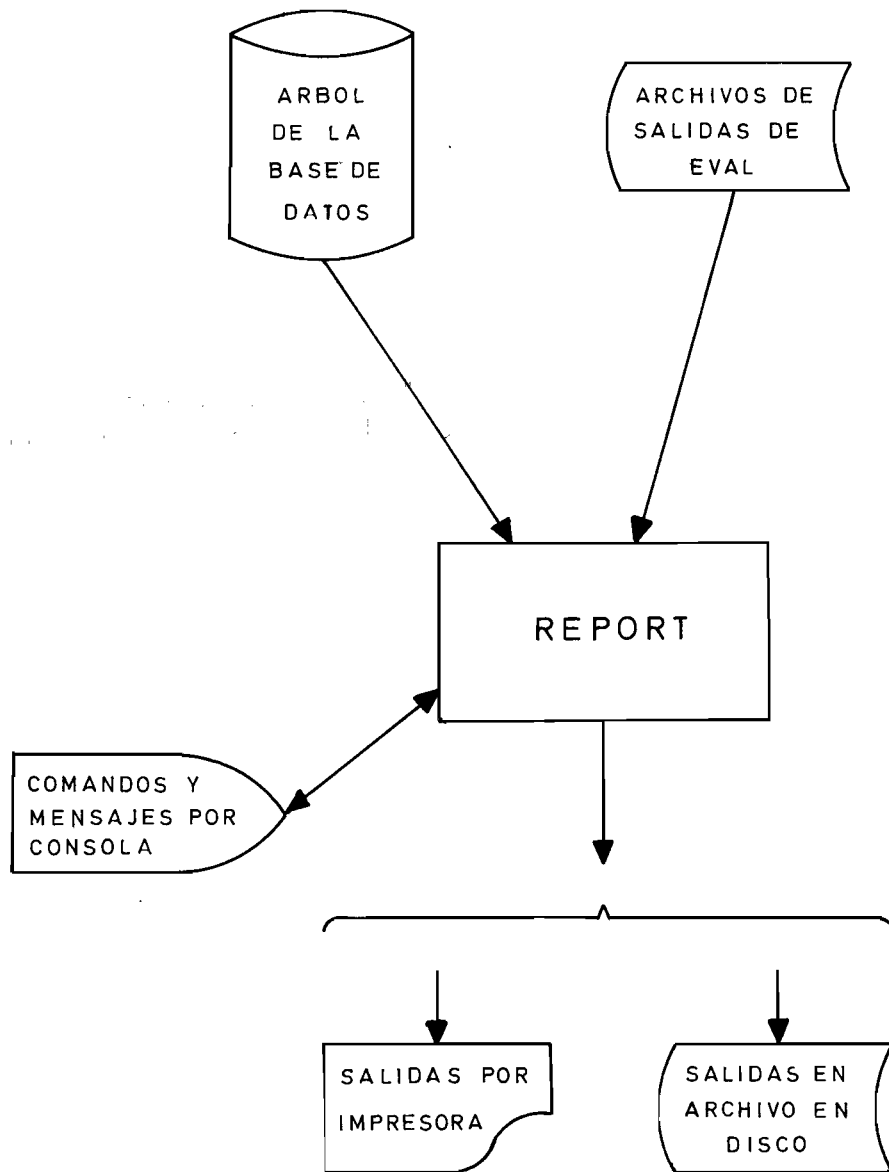 ARBOL
DE LA
BASE DE
DATOS
ARCHIVOS DE
SALIDAS DE
EVAL
REPORT
COMANDOS Y
MENSAJES POR
CONSOLA
SALIDAS POR
IMPRESORA
SALIDAS EN
ARCHIVO EN
DISCO